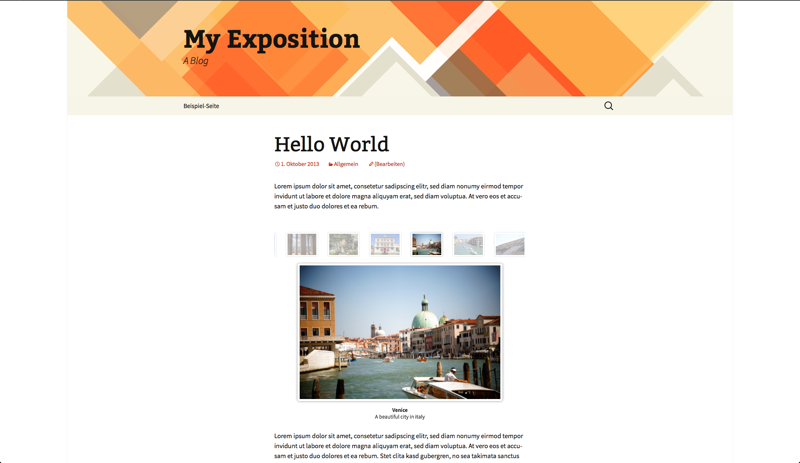 My Exposition
A Blog
Beispiel-Seite
Hello World
1. Oktober 2013 Allgemein (Bearbeiten)
Lorem ipsum dolor sit amet, consetetur sadipscing elitr, sed diam nonumy eirmod tempor
invidunt ut labore et dolore magna aliquyam erat, sed diam voluptua. At vero eos et accu-
sam et justo duo dolores et ea rebum.
Venice
A beautiful city in Italy
Lorem ipsum dolor sit amet, consetetur sadipscing elitr, sed diam nonumy eirmod tempor
invidunt ut labore et dolore magna aliquyam erat, sed diam voluptua. At vero eos et accu-
sam et justo duo dolores et ea rebum. Stet clita kasd gubergren, no sea takimata sanctus